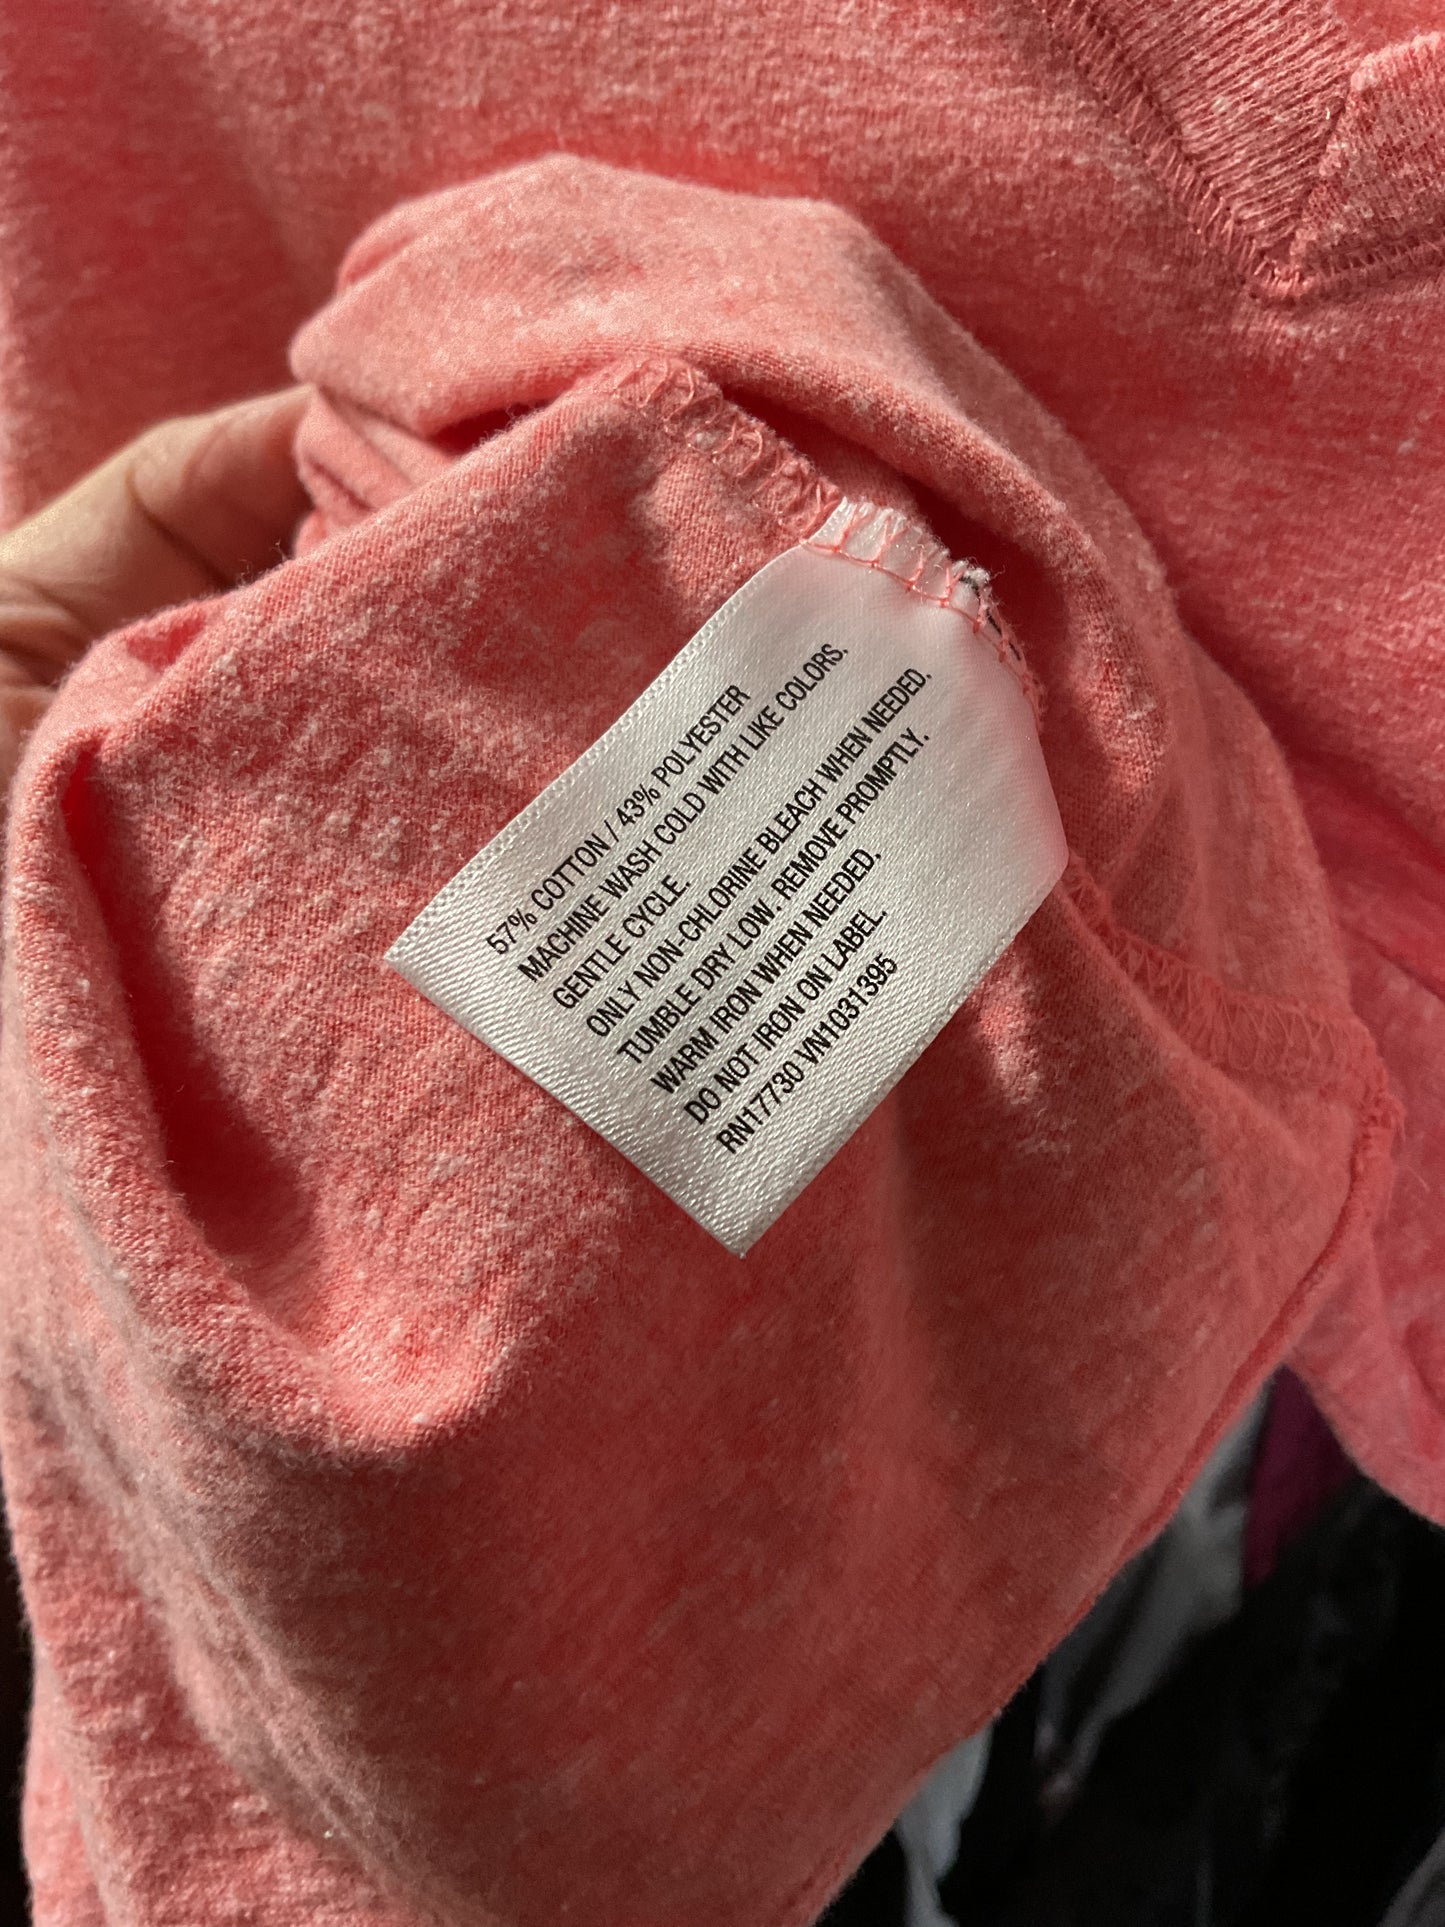 57% COTTON / 43% POLYESTER
MACHINE WASH COLD WITH LIKE COLORS.
GENTLE CYCLE.
ONLY NON-CHLORINE BLEACH WHEN NEEDED.
TUMBLE DRY LOW. REMOVE PROMPTLY.
WARM IRON WHEN NEEDED.
DO NOT IRON ON LABEL.
RN17730 VN1031395